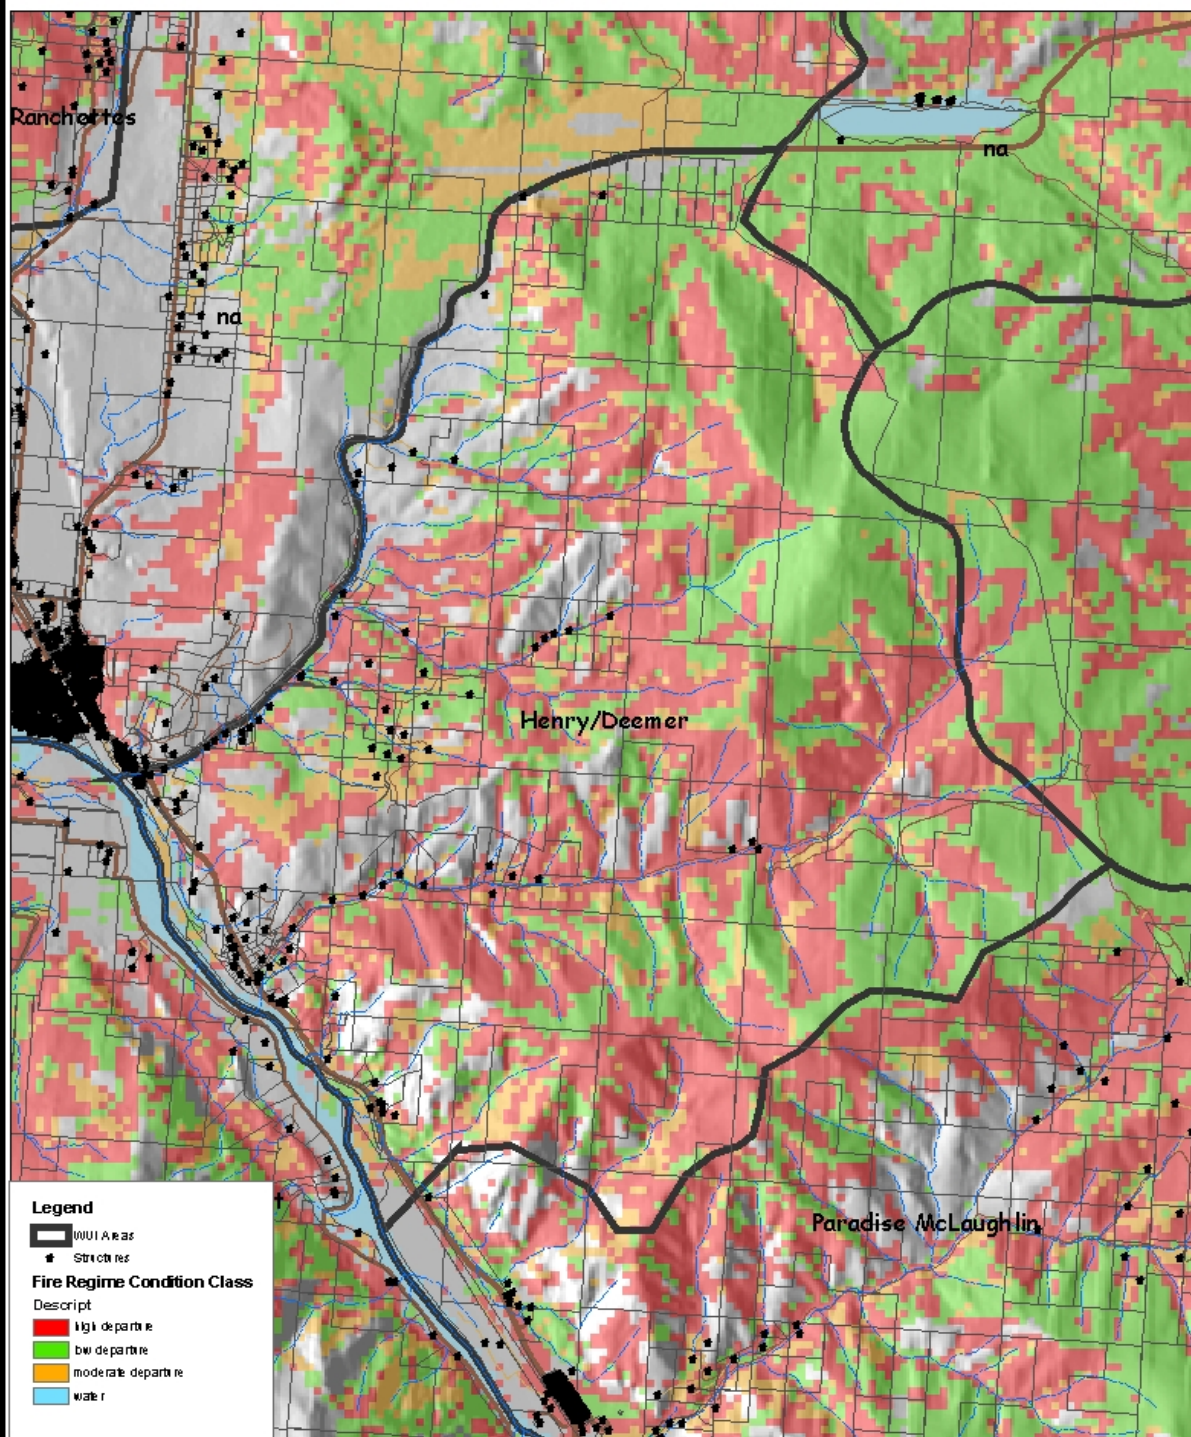 Ranchettes
na
na
Henry/Deemer
Paradise McLaughlin
Legend
WUI Areas
Structures
Fire Regime Condition Class
Descript
high departure
low departure
moderate departure
water